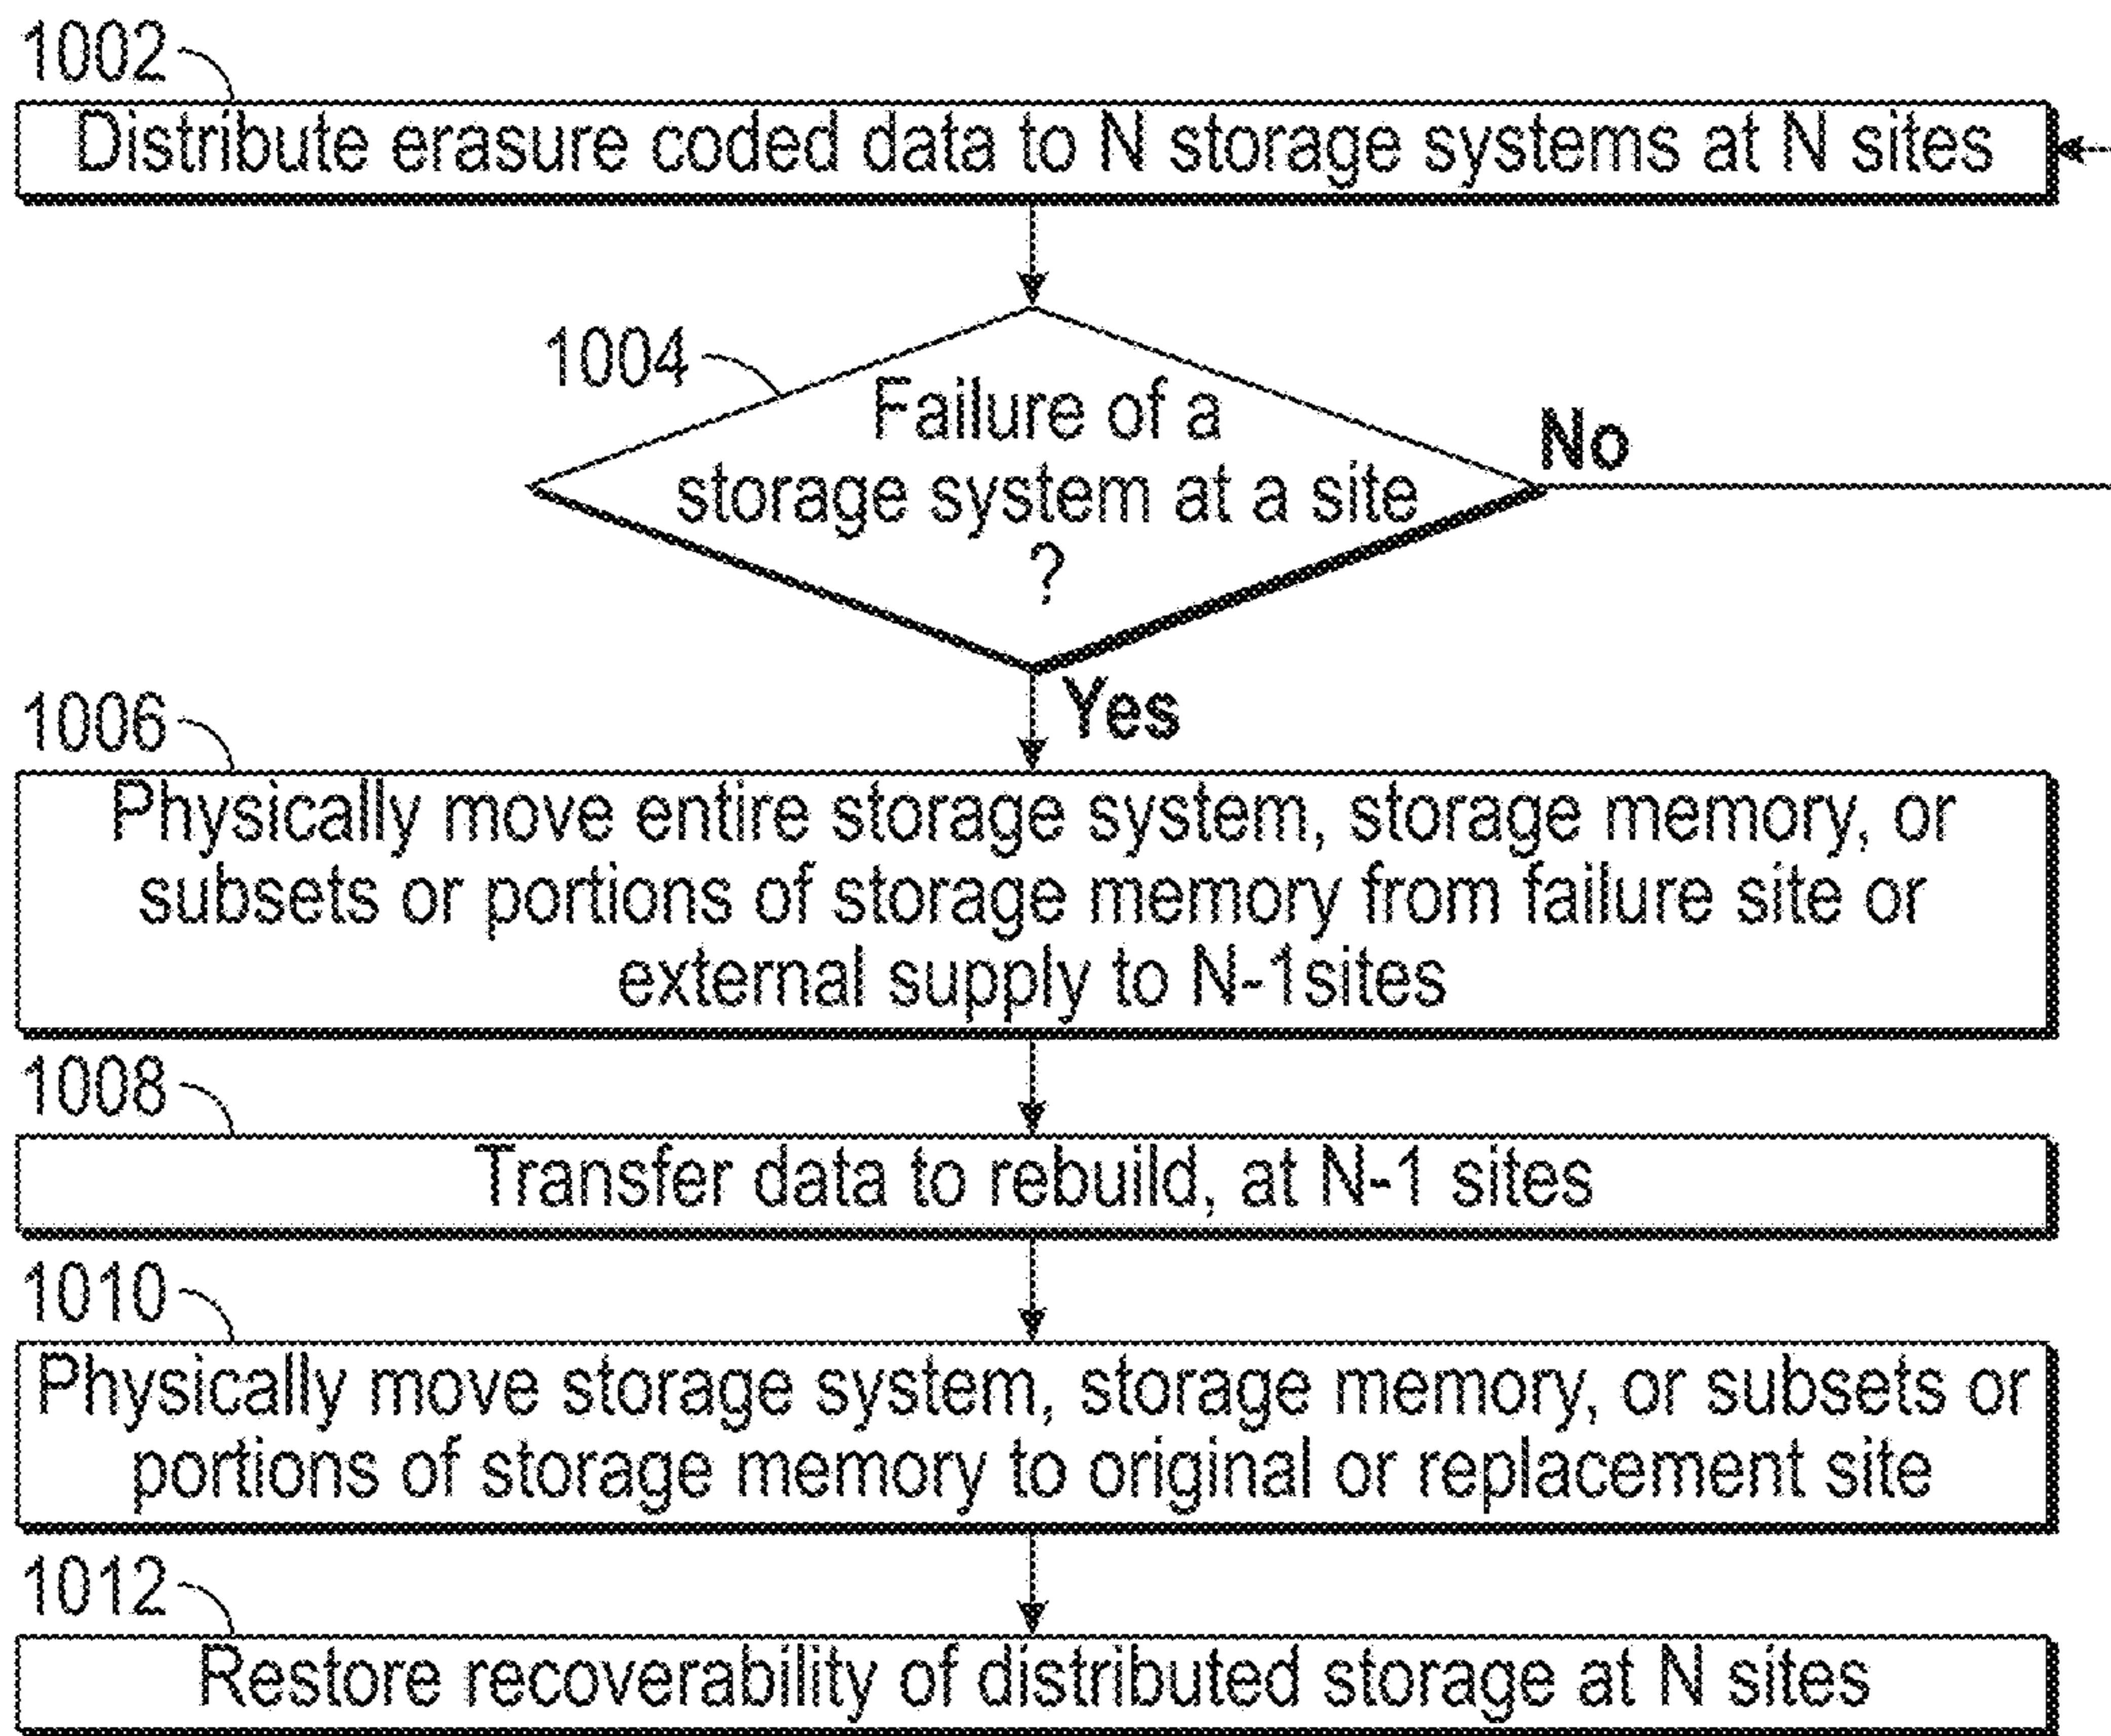 1002
Distribute erasure coded data to N storage systems at N sites
1004
Failure of a
storage system at a site
?
No
Yes
1006
Physically move entire storage system, storage memory, or
subsets or portions of storage memory from failure site or
external supply to N-1sites
1008
Transfer data to rebuild, at N-1 sites
1010
Physically move storage system, storage memory, or subsets or
portions of storage memory to original or replacement site
1012
Restore recoverability of distributed storage at N sites